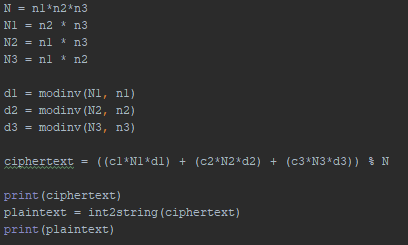 N = n1*n2*n3
N1 = n2 * n3
N2 = n1 * n3
N3 = n1 * n2
d1 = modinv(N1, n1)
d2 = modinv(N2, n2)
d3 = modinv(N3, n3)
ciphertext = ((c1*N1*d1) + (c2*N2*d2) + (c3*N3*d3)) % N
print(ciphertext)
plaintext = int2string(ciphertext)
print(plaintext)